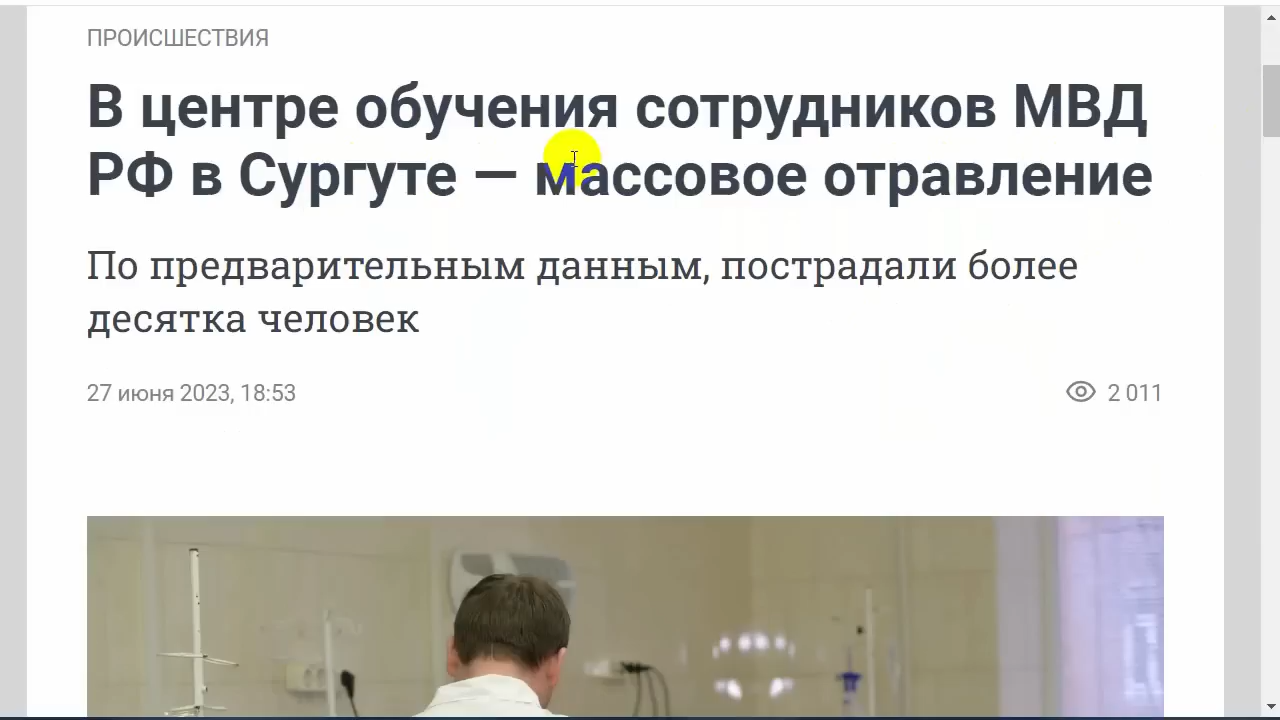 ПРОИСШЕСТВИЯ
В центре обучения сотрудников МВД
РФ в Сургуте — массовое отравление
По предварительным данным, пострадали более
десятка человек
27 июня 2023, 18:53
2 011